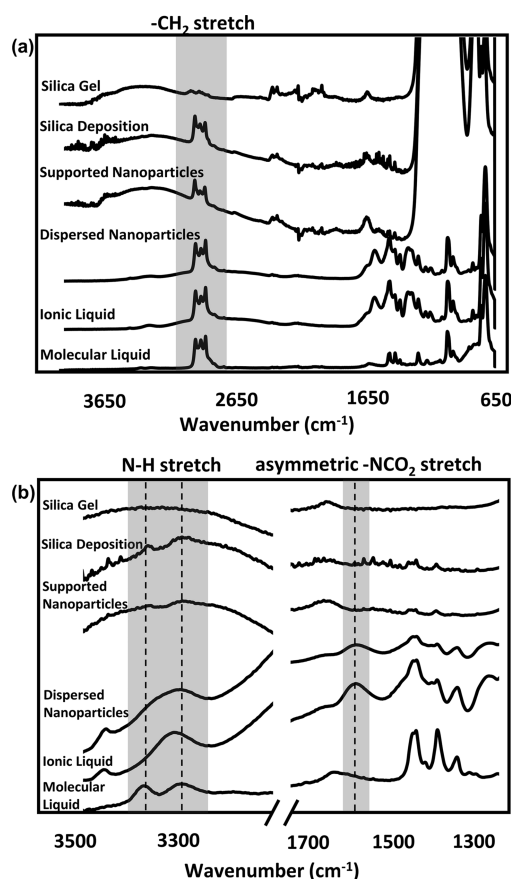 -CH₂ stretch
(a)
Silica Gel
Silica Deposition
Supported Nanoparticles
Dispersed Nanoparticles
Ionic Liquid
Molecular Liquid
3650 2650 1650 650
Wavenumber (cm⁻¹)
N-H stretch asymmetric -NCO₂ stretch
(b)
Silica Gel
Silica Deposition
Supported
Nanoparticles
Dispersed
Nanoparticles
Ionic Liquid
Molecular
Liquid
3500 3300 1700 1500 1300
Wavenumber (cm⁻¹)